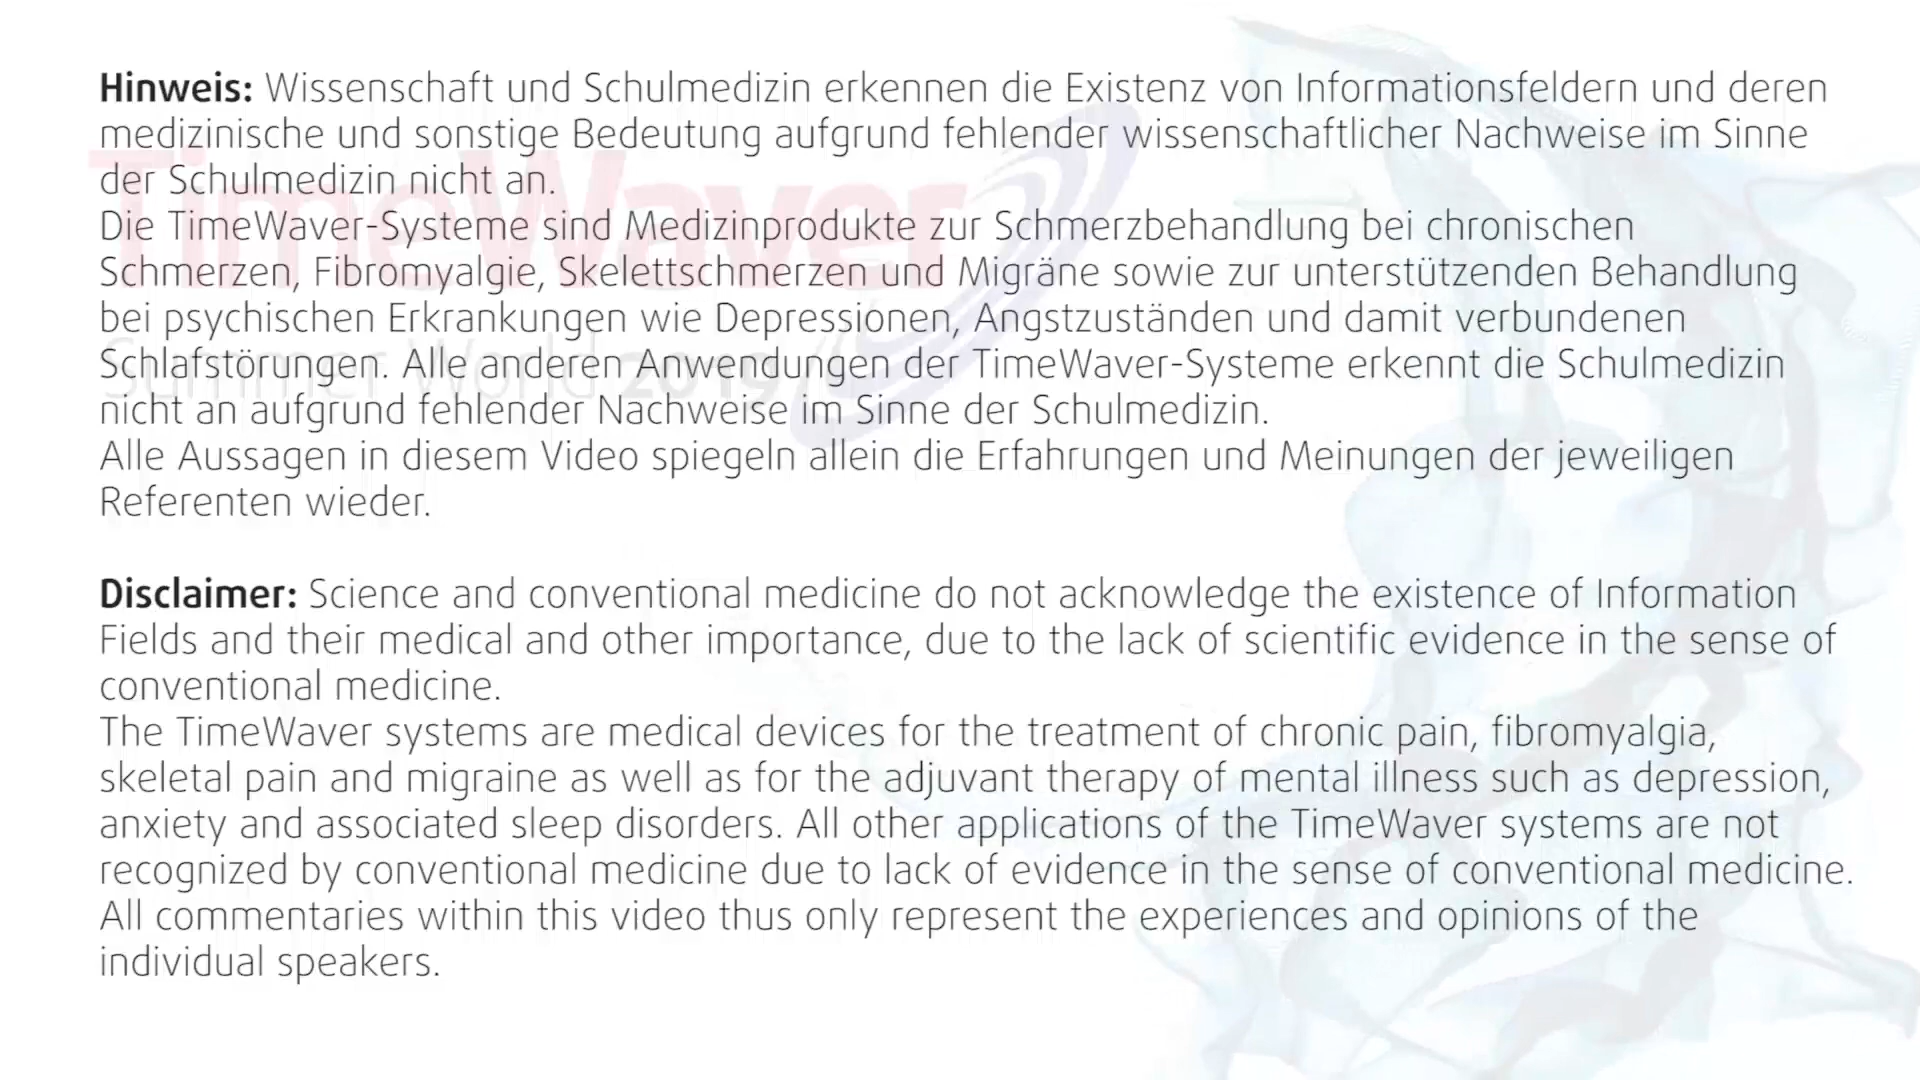 Hinweis: Wissenschaft und Schulmedizin erkennen die Existenz von Informationsfeldern und deren
medizinische und sonstige Bedeutung aufgrund fehlender wissenschaftlicher Nachweise im Sinne
der Schulmedizin nicht an.
Die TimeWaver-Systeme sind Medizinprodukte zur Schmerzbehandlung bei chronischen
Schmerzen, Fibromyalgie, Skelettschmerzen und Migräne sowie zur unterstützenden Behandlung
bei psychischen Erkrankungen wie Depressionen, Angstzuständen und damit verbundenen
Schlafstörungen. Alle anderen Anwendungen der TimeWaver-Systeme erkennt die Schulmedizin
nicht an aufgrund fehlender Nachweise im Sinne der Schulmedizin.
Alle Aussagen in diesem Video spiegeln allein die Erfahrungen und Meinungen der jeweiligen
Referenten wieder.
Disclaimer: Science and conventional medicine do not acknowledge the existence of Information
Fields and their medical and other importance, due to the lack of scientific evidence in the sense of
conventional medicine.
The TimeWaver systems are medical devices for the treatment of chronic pain, fibromyalgia,
skeletal pain and migraine as well as for the adjuvant therapy of mental illness such as depression,
anxiety and associated sleep disorders. All other applications of the TimeWaver systems are not
recognized by conventional medicine due to lack of evidence in the sense of conventional medicine.
All commentaries within this video thus only represent the experiences and opinions of the
individual speakers.
TimeWaver
Summer World 2019